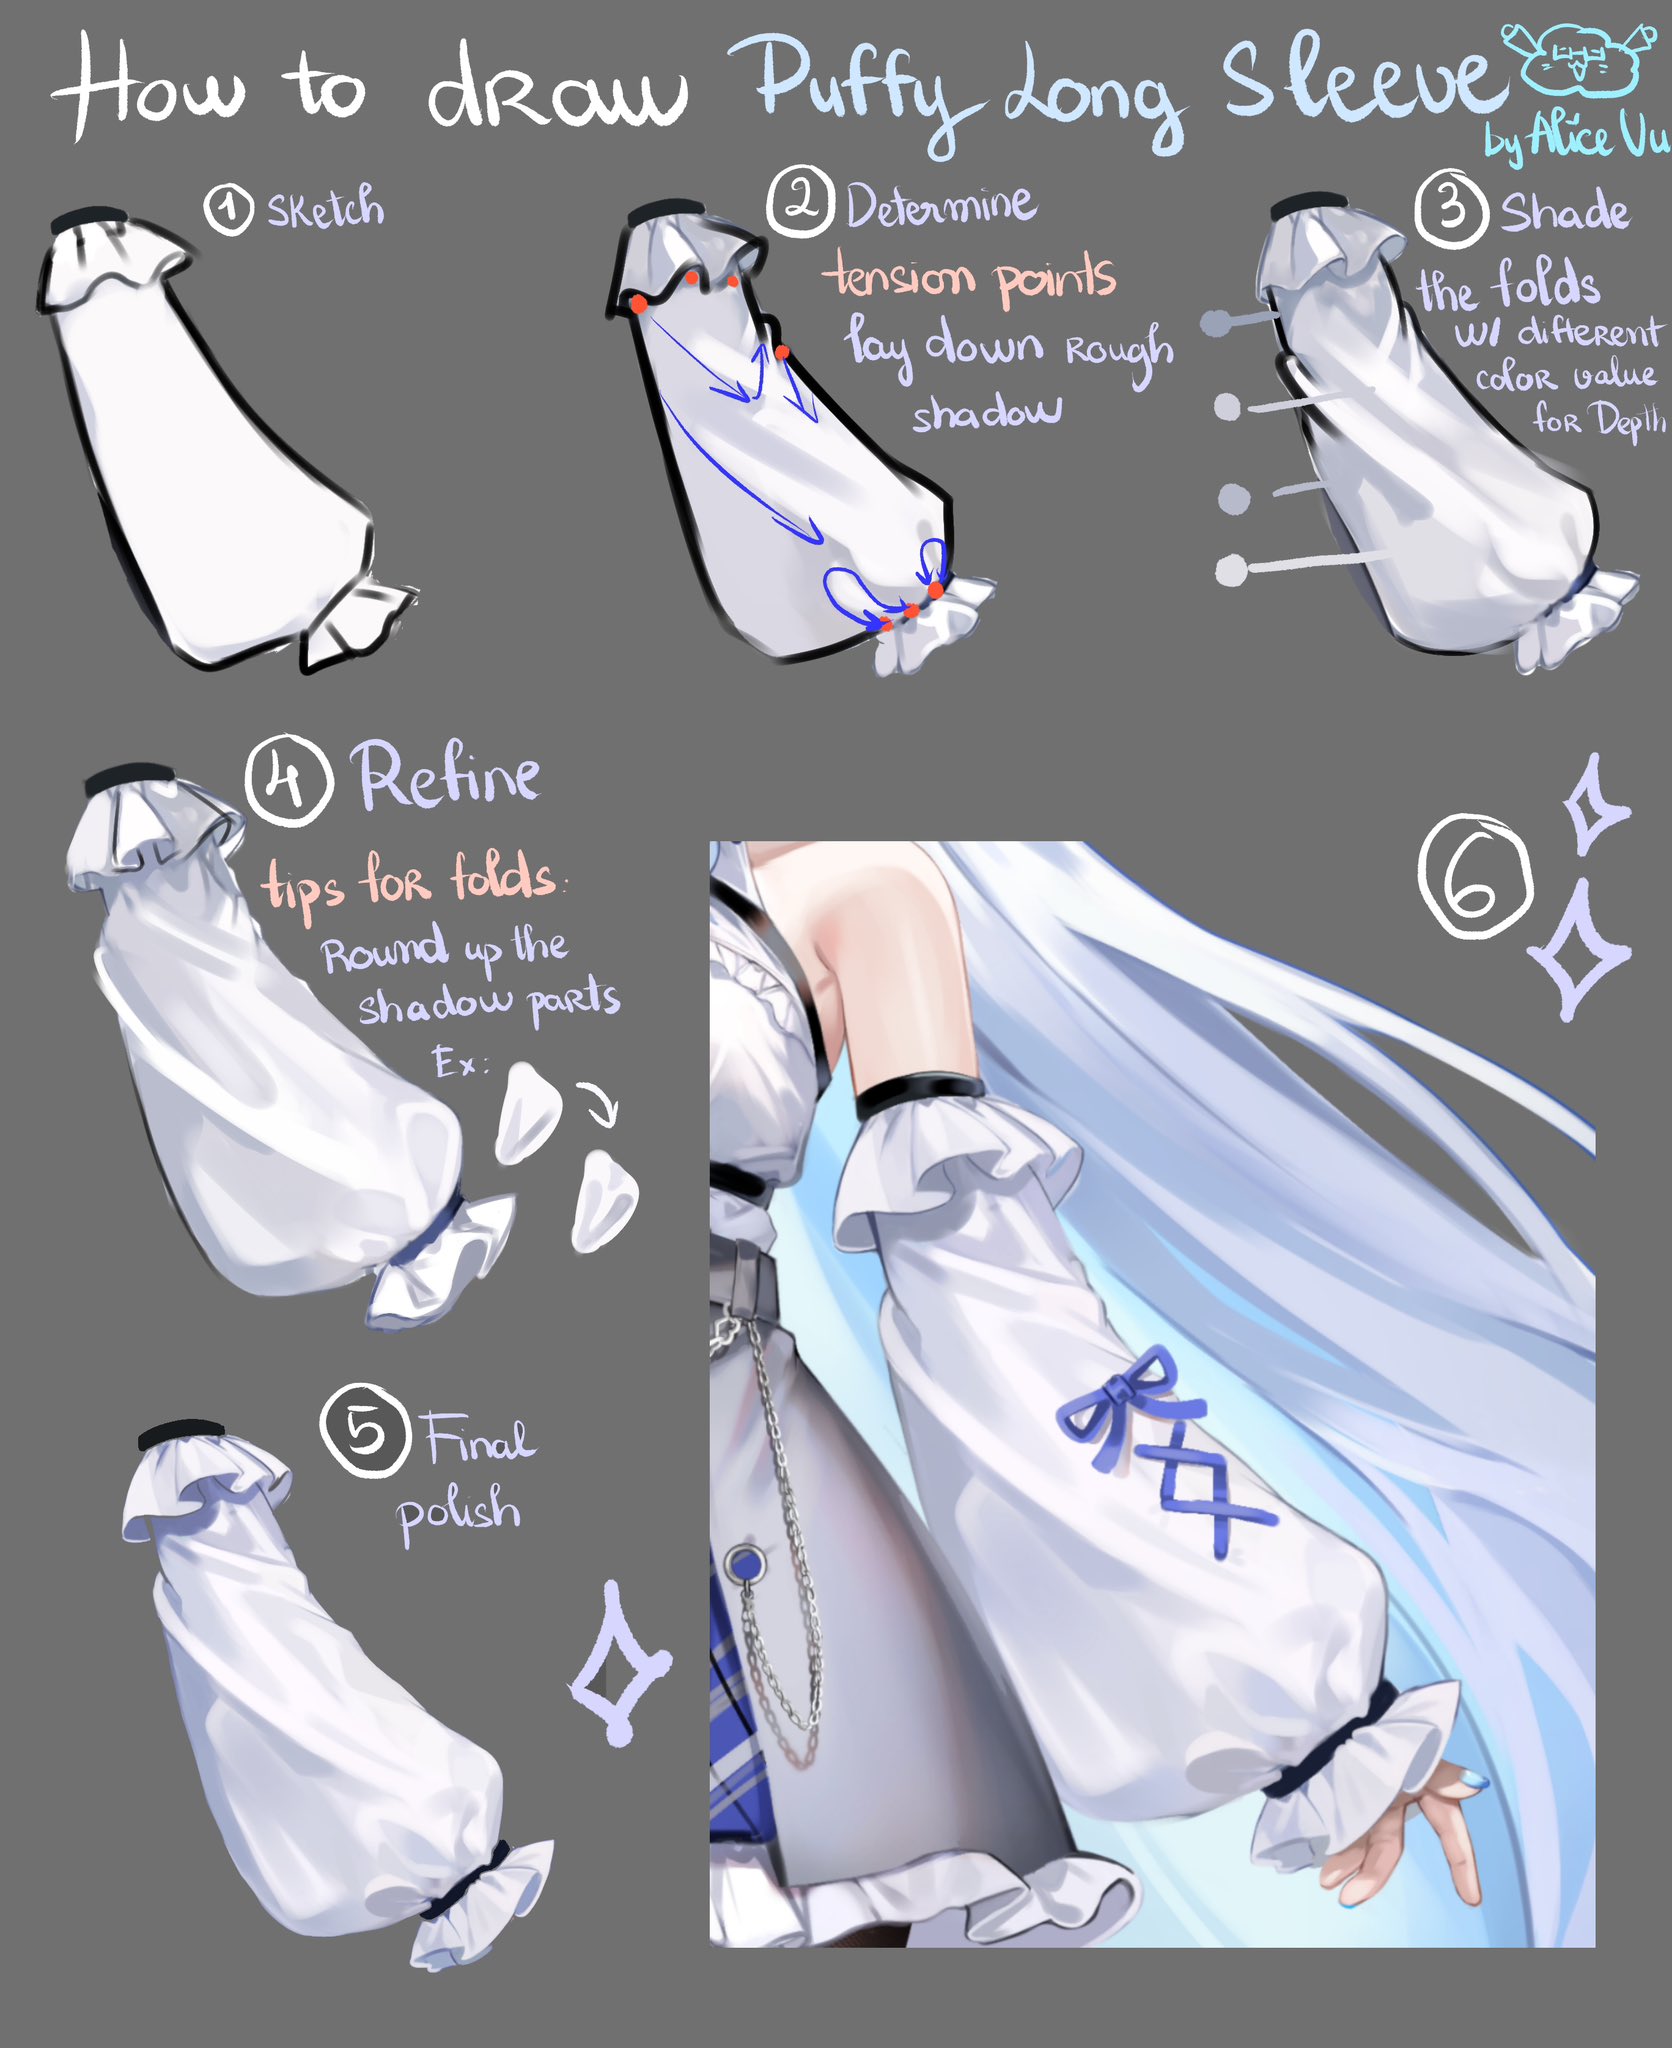 How to draw Puffy Long Sleeve
by Alice Vu
1 Sketch
2 Determine
tension points
lay down rough
shadow
3 Shade
the folds
w/ different
color value
for Depth
4 Refine
tips for folds:
Round up the
shadow parts
Ex:
5 Final
polish
6